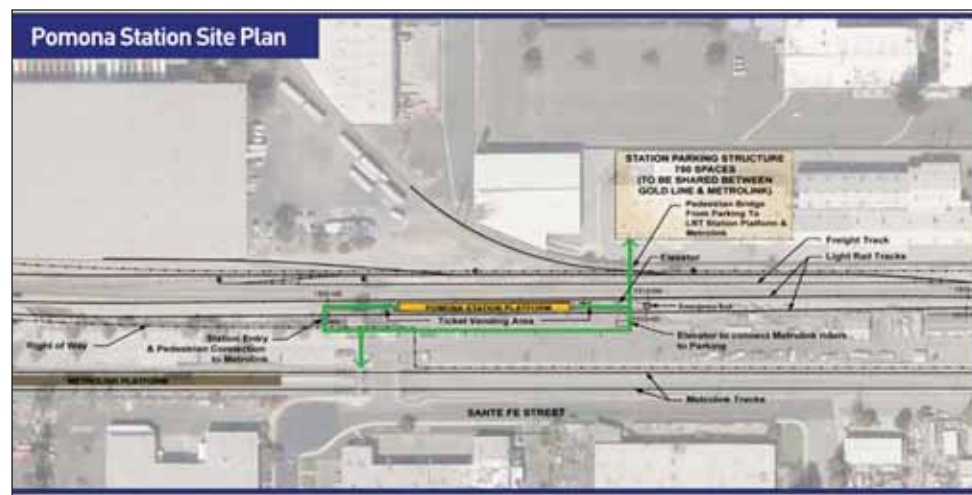 Pomona Station Site Plan
STATION PARKING STRUCTURE
750 SPACES
(TO BE SHARED BETWEEN
GOLD LINE & METROLINK)
Pedestrian Bridge
From Parking To
LRT Station Platform &
Metrolink
Freight Track
Light Rail Tracks
Elevator
POMONA STATION PLATFORM
Ticket Vending Area
Emergency Exit
Right of Way
Station Entry
& Pedestrian Connection
to Metrolink
Elevator to connect Metrolink riders
to Parking
METROLINK PLATFORM
Metrolink Tracks
SANTE FE STREET